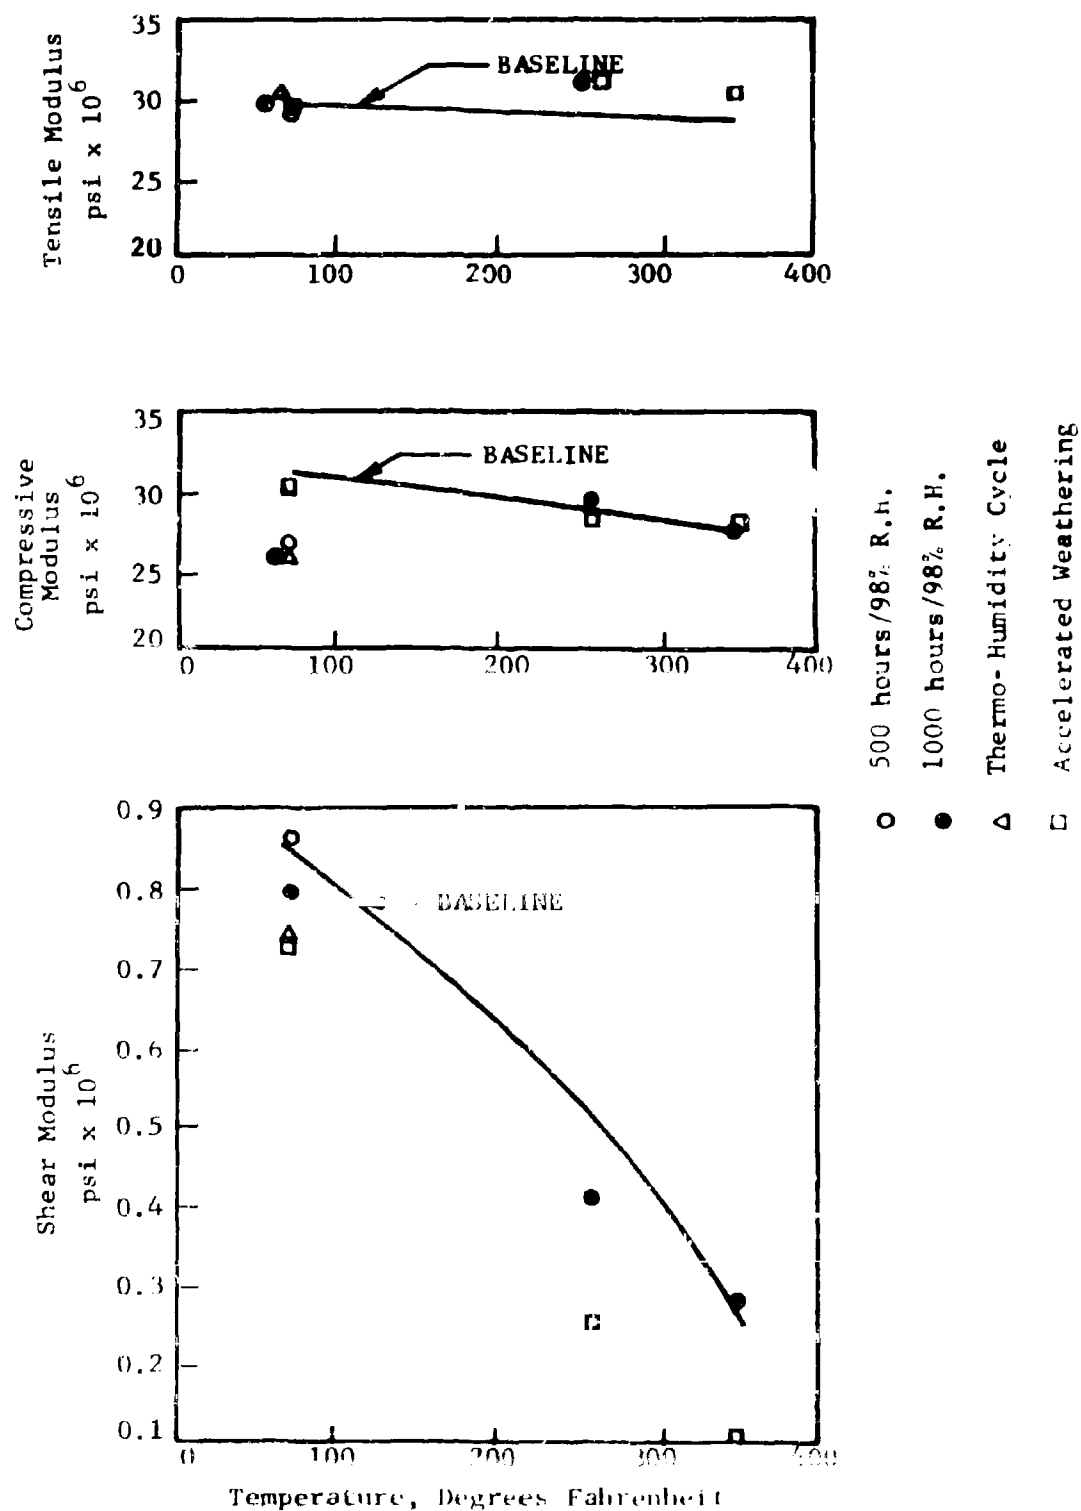 Tensile Modulus
psi x 10^6
35
30
25
20
BASELINE
0 100 200 300 400
Compressive
Modulus
psi x 10^6
35
30
25
20
BASELINE
0 100 200 300 400
Shear Modulus
psi x 10^6
0.9
0.8
0.7
0.6
0.5
0.4
0.3
0.2
0.1
BASELINE
0 100 200 300 400
Temperature, Degrees Fahrenheit
500 hours/98% R.H.
1000 hours/98% R.H.
Thermo-Humidity Cycle
Accelerated Weathering